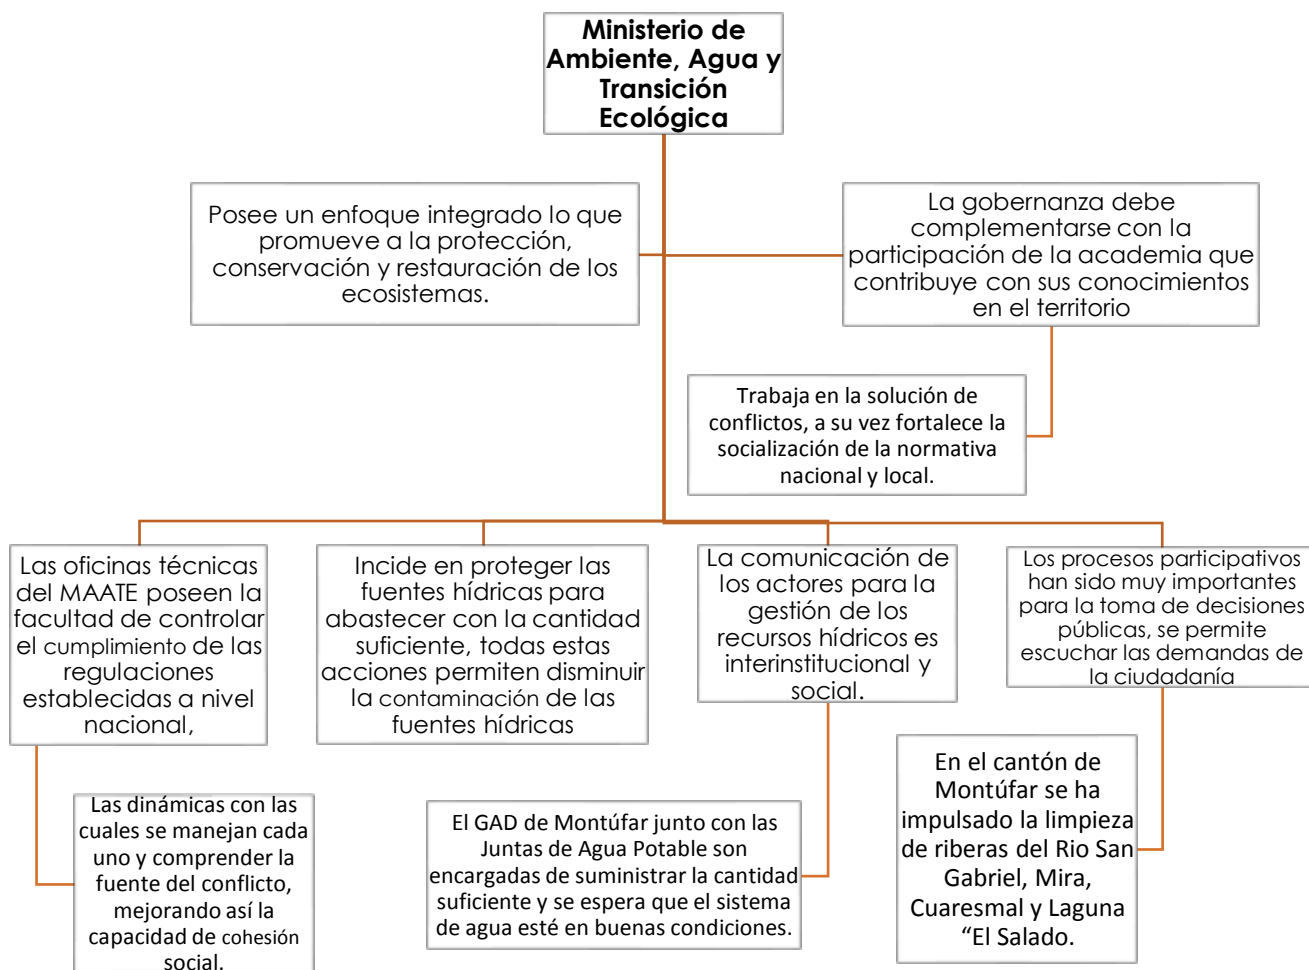 Ministerio de
Ambiente, Agua y
Transición
Ecológica
Posee un enfoque integrado lo que
promueve a la protección,
conservación y restauración de los
ecosistemas.
La gobernanza debe
complementarse con la
participación de la academia que
contribuye con sus conocimientos
en el territorio
Trabaja en la solución de
conflictos, a su vez fortalece la
socialización de la normativa
nacional y local.
Las oficinas técnicas
del MAATE poseen la
facultad de controlar
el cumplimiento de las
regulaciones
establecidas a nivel
nacional,
Incide en proteger las
fuentes hídricas para
abastecer con la cantidad
suficiente, todas estas
acciones permiten disminuir
la contaminación de las
fuentes hídricas
La comunicación de
los actores para la
gestión de los
recursos hídricos es
interinstitucional y
social.
Los procesos participativos
han sido muy importantes
para la toma de decisiones
públicas, se permite
escuchar las demandas de
la ciudadanía
Las dinámicas con las
cuales se manejan cada
uno y comprender la
fuente del conflicto,
mejorando así la
capacidad de cohesión
social.
El GAD de Montúfar junto con las
Juntas de Agua Potable son
encargadas de suministrar la cantidad
suficiente y se espera que el sistema
de agua esté en buenas condiciones.
En el cantón de
Montúfar se ha
impulsado la limpieza
de riberas del Rio San
Gabriel, Mira,
Cuaresmal y Laguna
“El Salado.